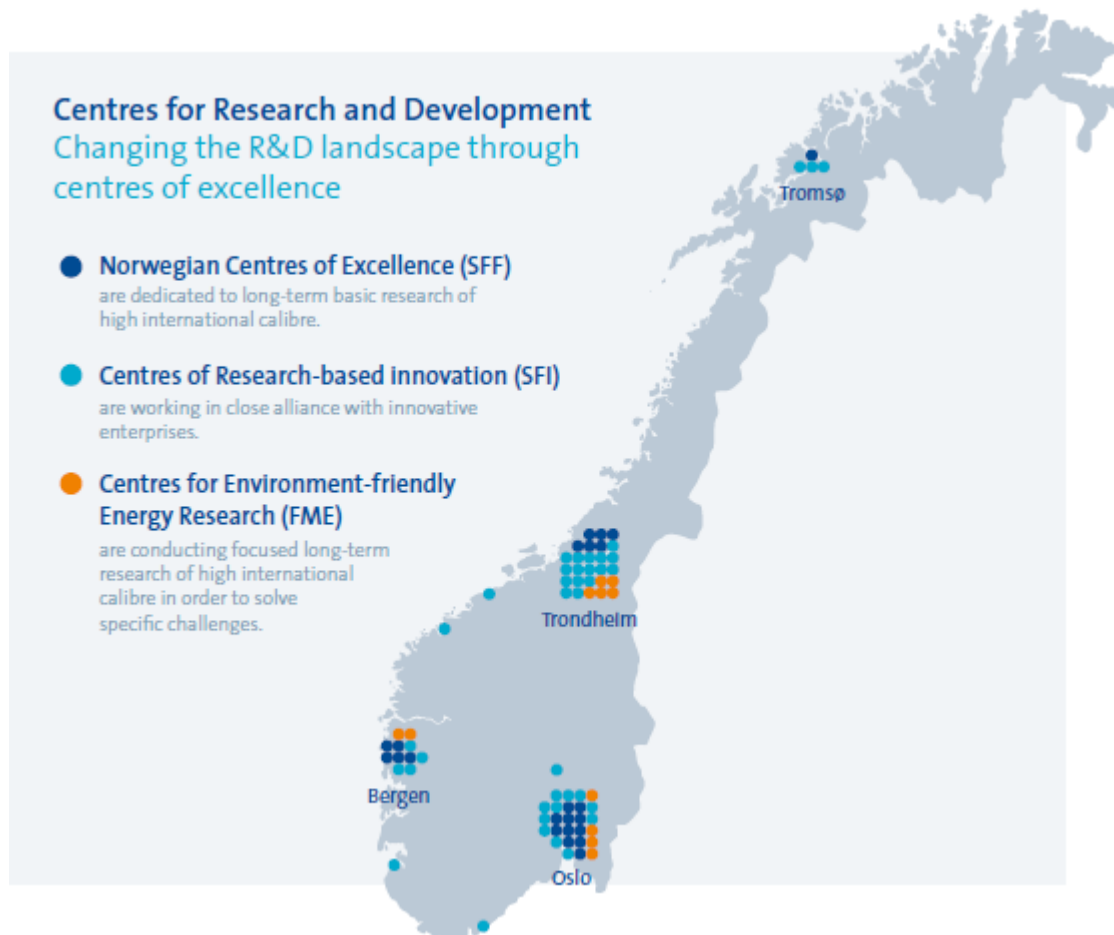 Centres for Research and Development
Changing the R&D landscape through
centres of excellence
Norwegian Centres of Excellence (SFF)
are dedicated to long-term basic research of
high international calibre.
Centres of Research-based innovation (SFI)
are working in close alliance with innovative
enterprises.
Centres for Environment-friendly
Energy Research (FME)
are conducting focused long-term
research of high international
calibre in order to solve
specific challenges.
Tromsø
Trondheim
Bergen
Oslo